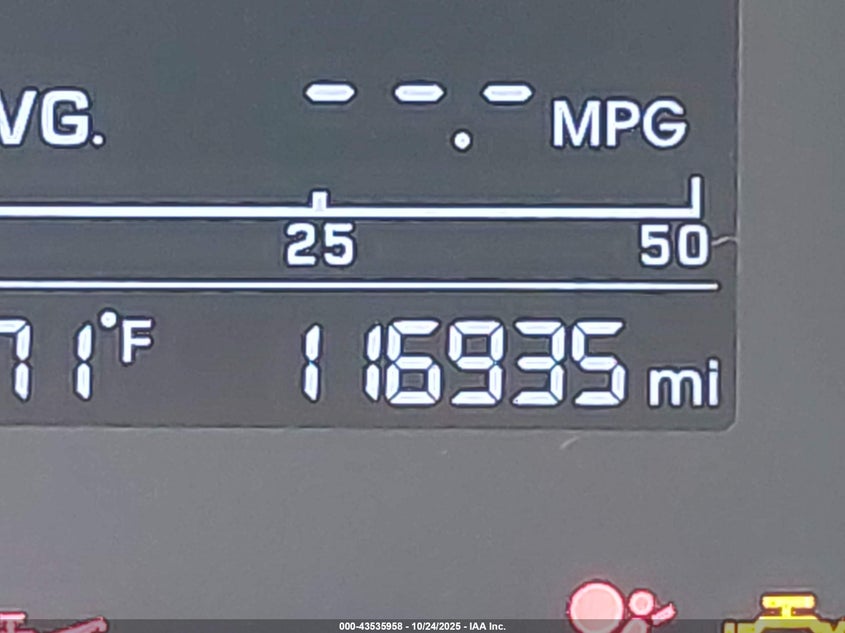 VG. --.- MPG
25 50
71°F 116935 mi
000-43535958 - 10/24/2025 - IAA Inc.